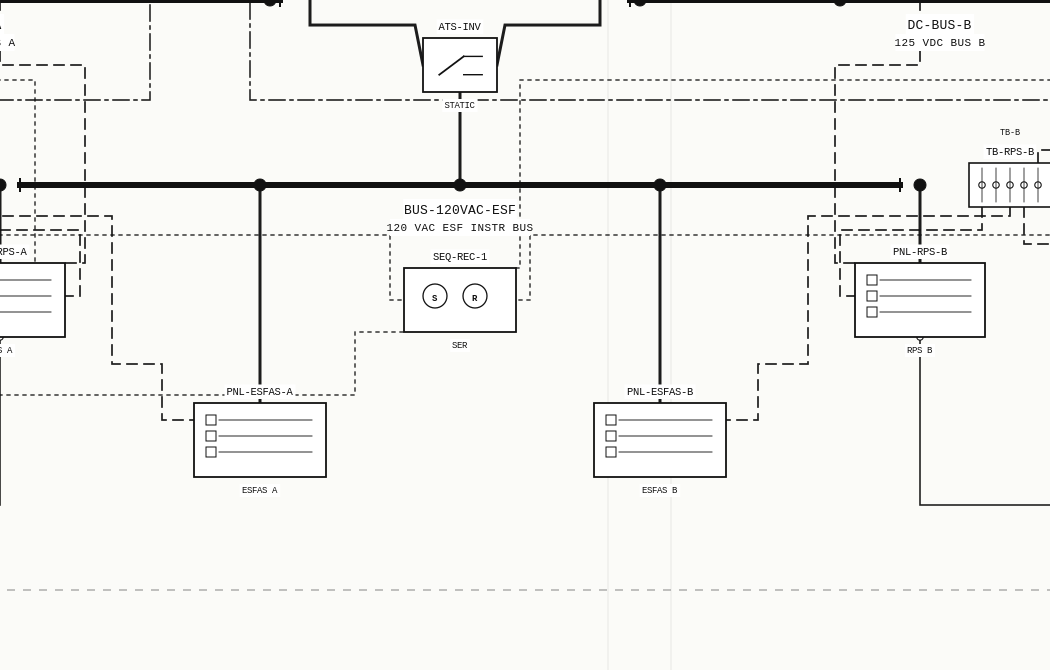 ATS-INV
STATIC
DC-BUS-B
125 VDC BUS B
S A
TB-B
TB-RPS-B
BUS-120VAC-ESF
120 VAC ESF INSTR BUS
RPS-A
S A
SEQ-REC-1
S R
SER
PNL-RPS-B
RPS B
PNL-ESFAS-A
ESFAS A
PNL-ESFAS-B
ESFAS B